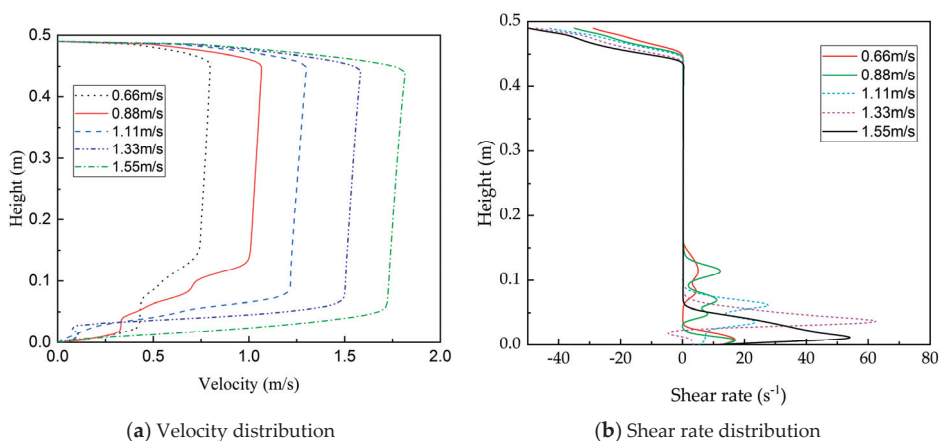 0.5
0.4
0.3
0.2
0.1
0.0
Height (m)
0.66m/s
0.88m/s
1.11m/s
1.33m/s
1.55m/s
0.0
0.5
1.0
1.5
2.0
Velocity (m/s)
(a) Velocity distribution
b
0.5
0.4
0.3
0.2
0.1
0.0
Height (m)
0.66m/s
0.88m/s
1.11m/s
1.33m/s
1.55m/s
-40
-20
0
20
40
60
80
Shear rate (s⁻¹)
(b) Shear rate distribution
a